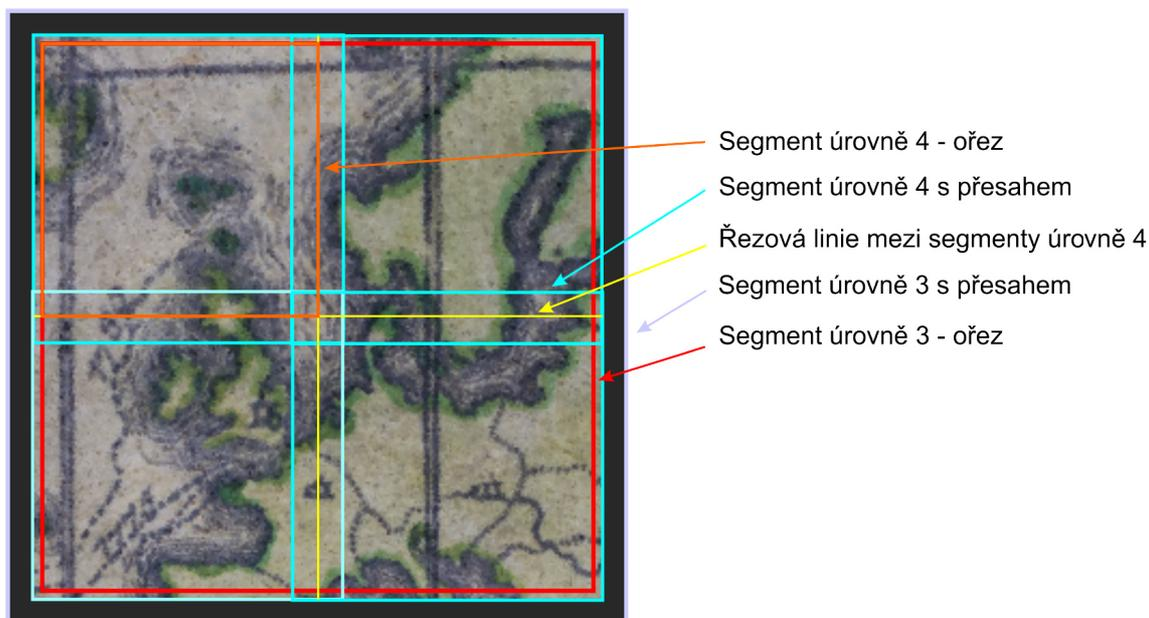 Segment úrovně 4 - ořez
Segment úrovně 4 s přesahem
Řezová linie mezi segmenty úrovně 4
Segment úrovně 3 s přesahem
Segment úrovně 3 - ořez